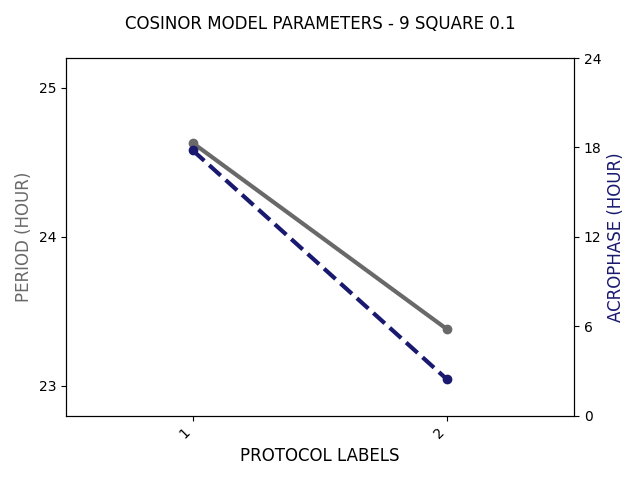 COSINOR MODEL PARAMETERS - 9 SQUARE 0.1
25
24
23
PERIOD (HOUR)
24
18
12
6
0
ACROPHASE (HOUR)
1
2
PROTOCOL LABELS